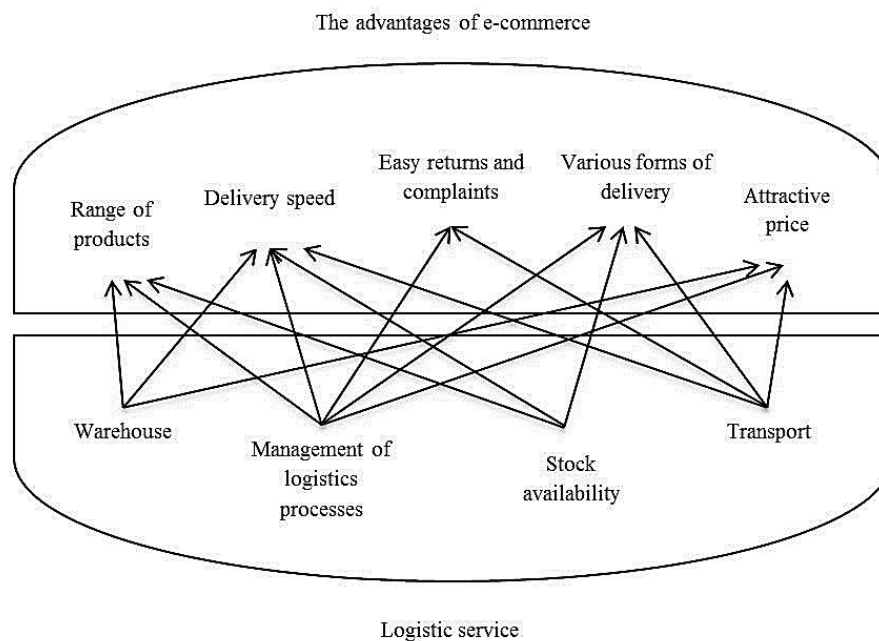 The advantages of e-commerce
Easy returns and
complaints
Various forms of
delivery
Delivery speed
Attractive
price
Range of
products
Warehouse
Management of
logistics
processes
Stock
availability
Transport
Logistic service